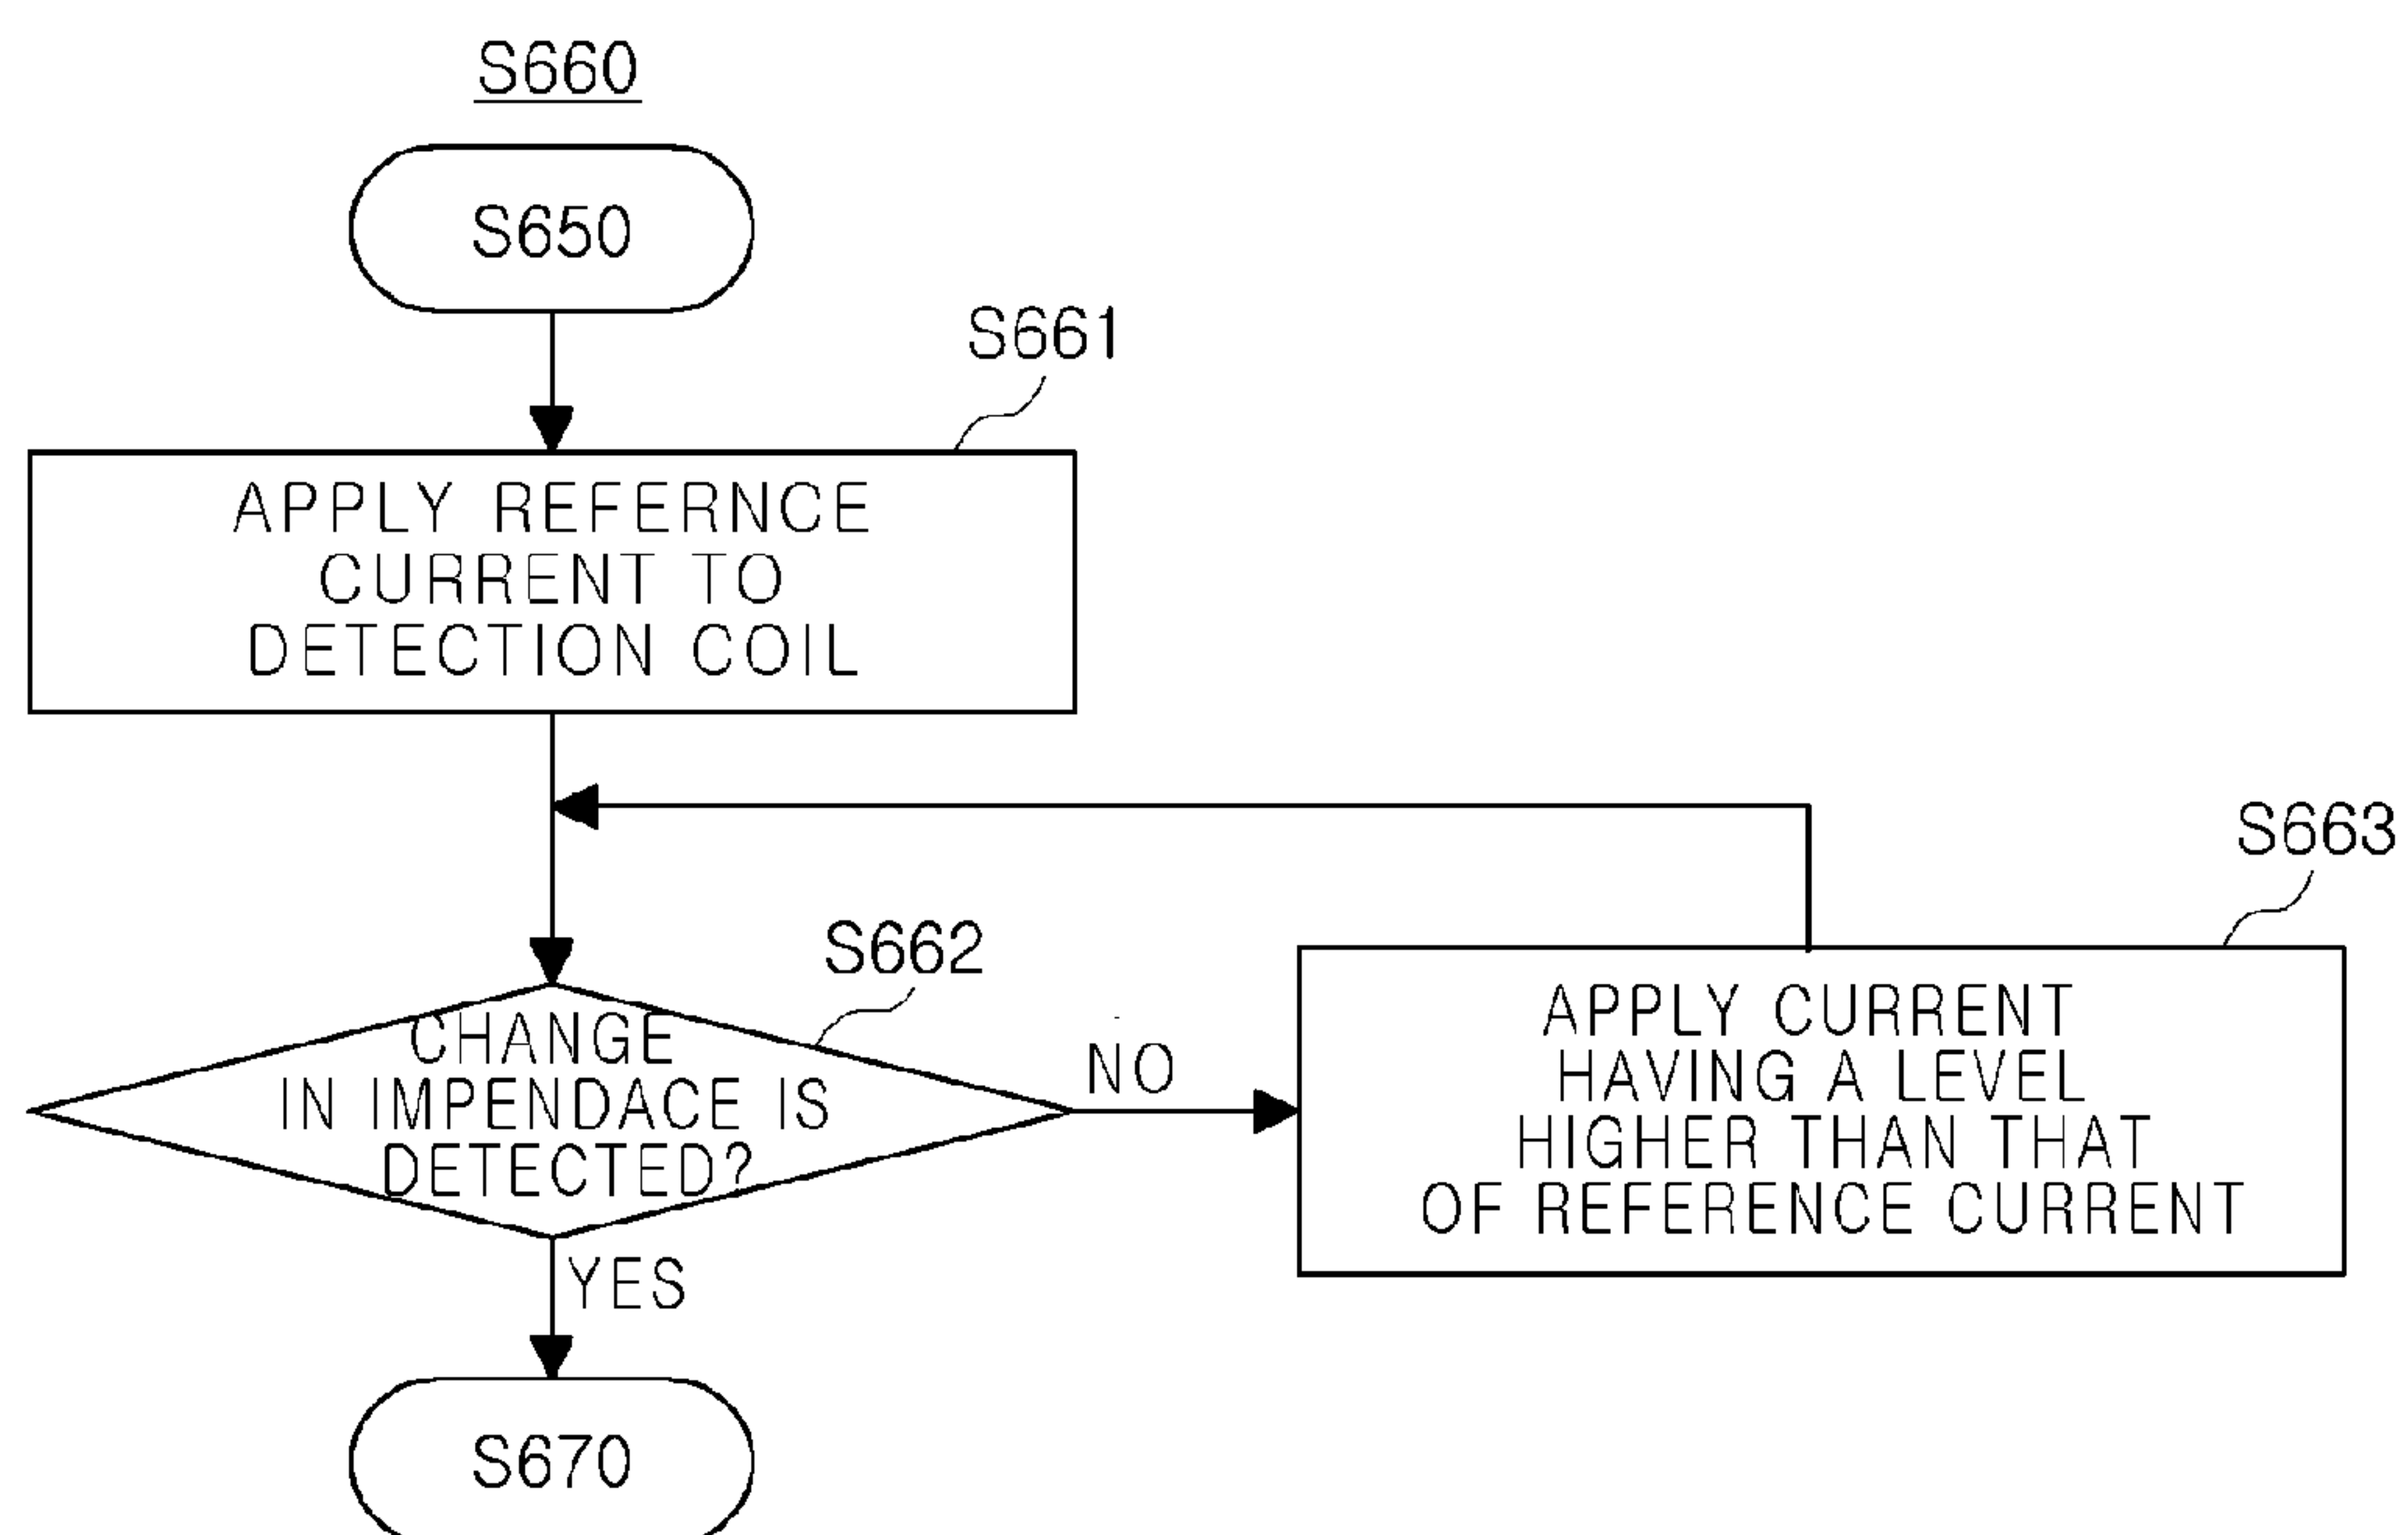 S660
S650
S661
APPLY REFERNCE
CURRENT TO
DETECTION COIL
S662
CHANGE
IN IMPENDACE IS
DETECTED?
NO
S663
APPLY CURRENT
HAVING A LEVEL
HIGHER THAN THAT
OF REFERENCE CURRENT
YES
S670